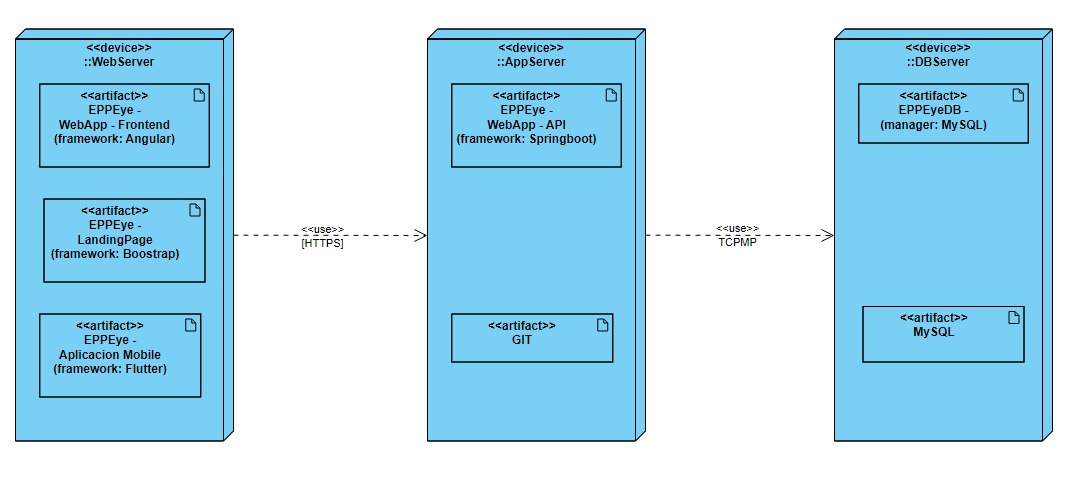 <<device>>
::WebServer
<<artifact>>
EPPEye -
WebApp - Frontend
(framework: Angular)
<<artifact>>
EPPEye -
LandingPage
(framework: Boostrap)
<<artifact>>
EPPEye -
Aplicacion Mobile
(framework: Flutter)
<<use>>
[HTTPS]
<<device>>
::AppServer
<<artifact>>
EPPEye -
WebApp - API
(framework: Springboot)
<<artifact>>
GIT
<<use>>
TCPMP
<<device>>
::DBServer
<<artifact>>
EPPEyeDB -
(manager: MySQL)
<<artifact>>
MySQL